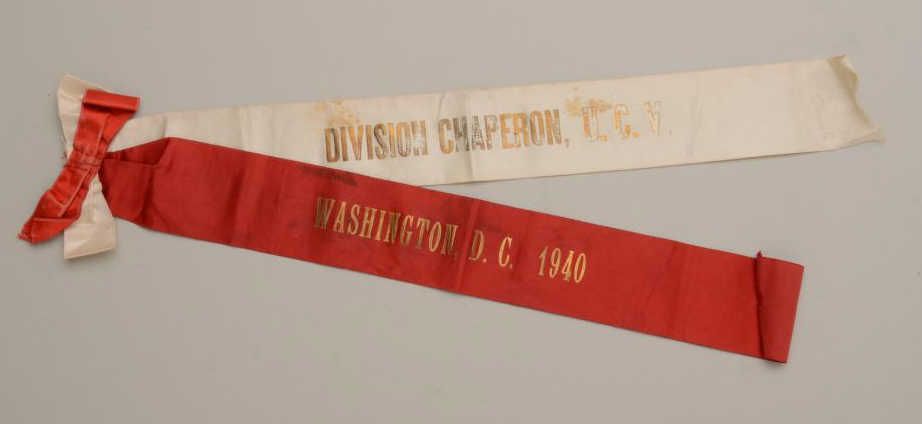 DIVISION CHAPERON, U.C.V.
WASHINGTON, D.C. 1940